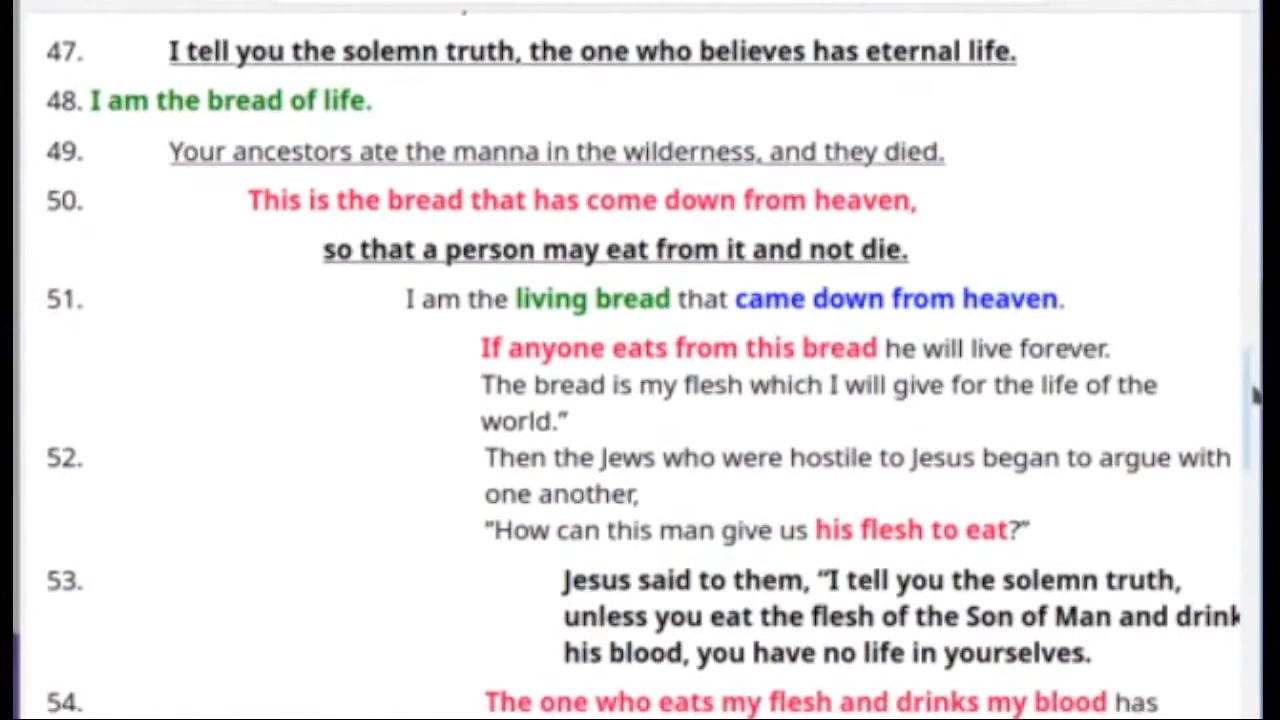 47. I tell you the solemn truth, the one who believes has eternal life.
48. I am the bread of life.
49. Your ancestors ate the manna in the wilderness, and they died.
50. This is the bread that has come down from heaven,
so that a person may eat from it and not die.
51. I am the living bread that came down from heaven.
If anyone eats from this bread he will live forever.
The bread is my flesh which I will give for the life of the
world.”
52. Then the Jews who were hostile to Jesus began to argue with
one another,
“How can this man give us his flesh to eat?”
53. Jesus said to them, “I tell you the solemn truth,
unless you eat the flesh of the Son of Man and drink
his blood, you have no life in yourselves.
54. The one who eats my flesh and drinks my blood has